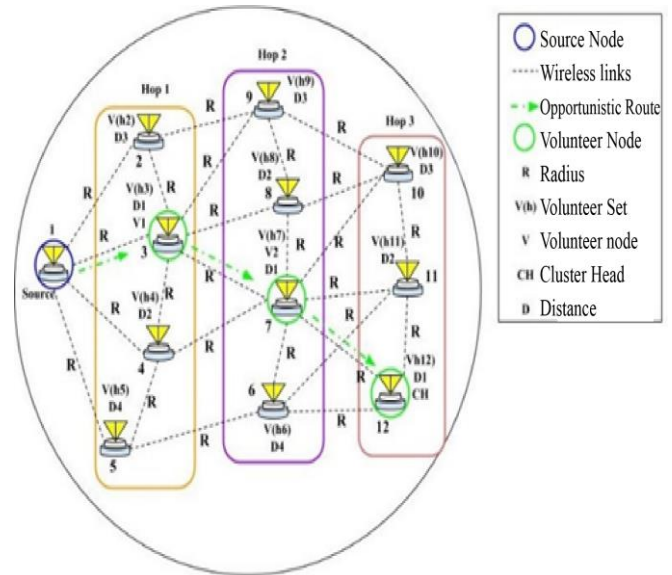 Hop 2
Hop 1
Hop 3
V(h9)
D3
9
R
V(h2)
D3
2
R
R
V(h8)
D2
8
V(h10)
D3
10
R
V(h3)
D1
V1
3
R
R
R
R
1
Source
R
R
R
R
V(h7)
V2
D1
7
R
R
V(h11)
D2
11
R
R
V(h4)
D2
4
R
R
R
R
R
R
Vh12)
D1
CH
12
V(h5)
D4
5
R
6
V(h6)
D4
R
R
Source Node
Wireless links
Opportunistic Route
Volunteer Node
R Radius
V(h) Volunteer Set
V Volunteer node
CH Cluster Head
D Distance